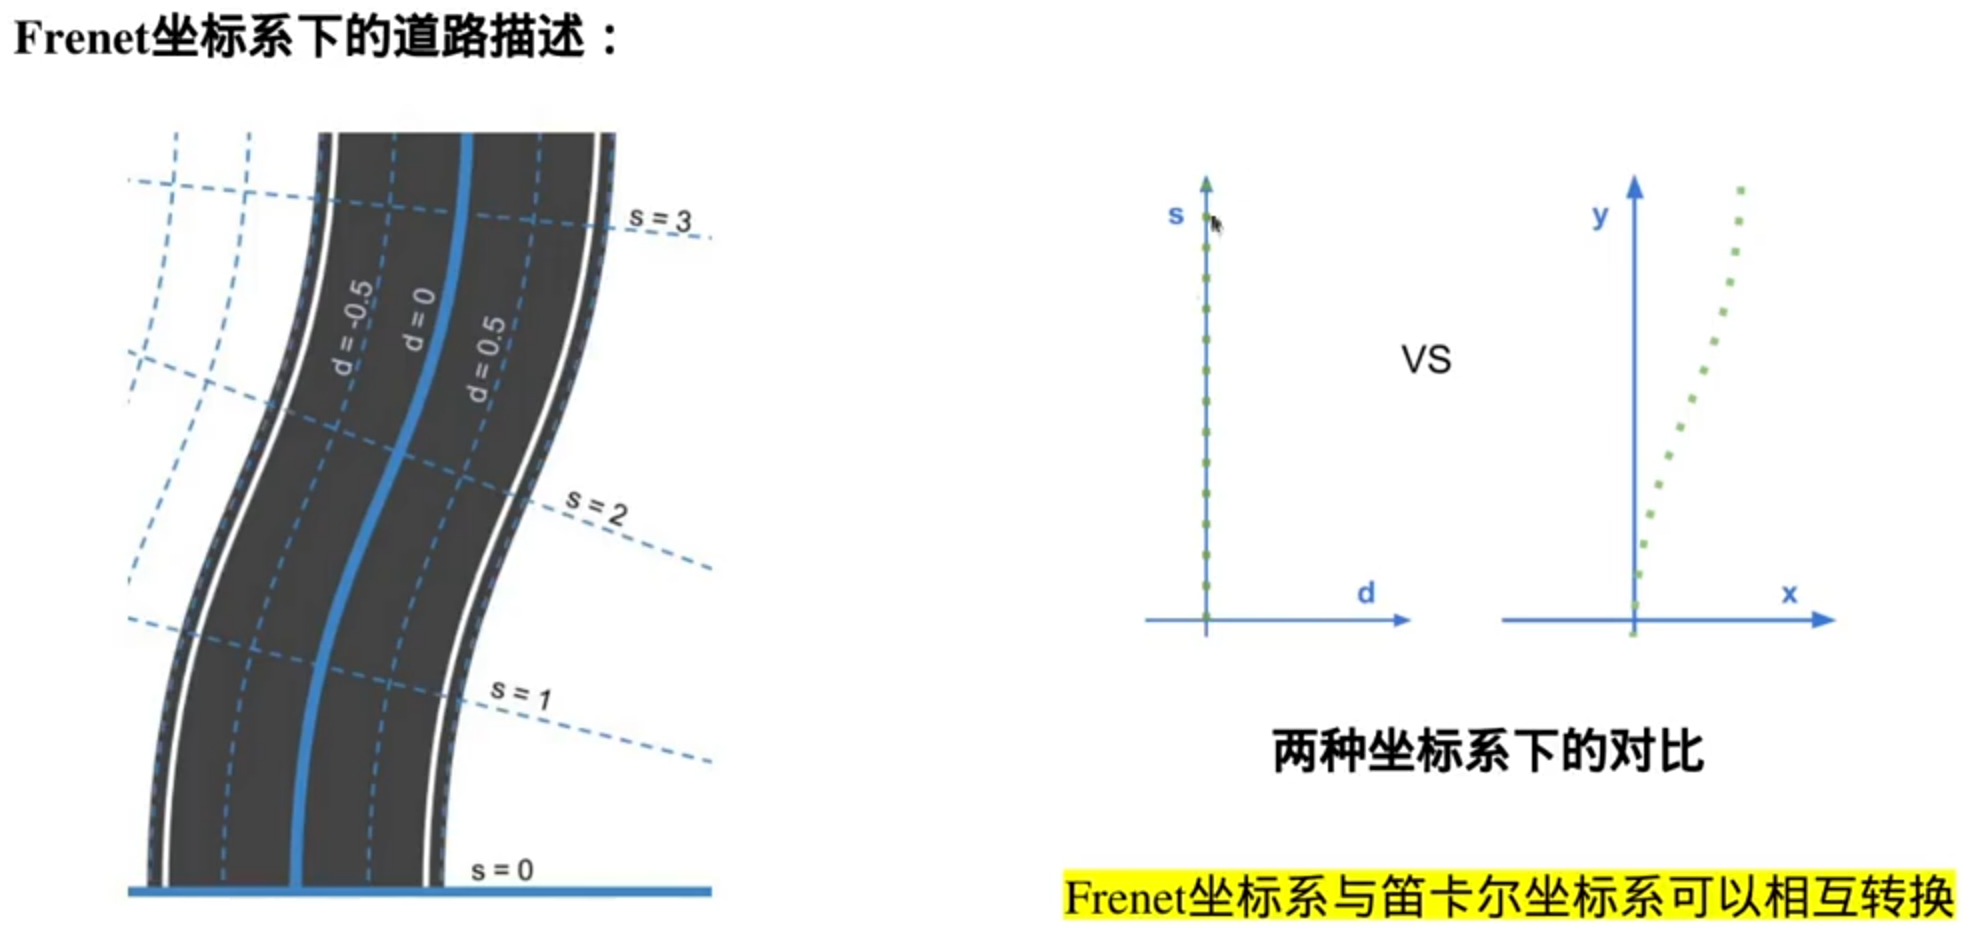 Frenet坐标系下的道路描述：
s = 3
d = -0.5
d = 0
d = 0.5
s = 2
s = 1
s = 0
s
d
VS
y
x
两种坐标系下的对比
Frenet坐标系与笛卡尔坐标系可以相互转换